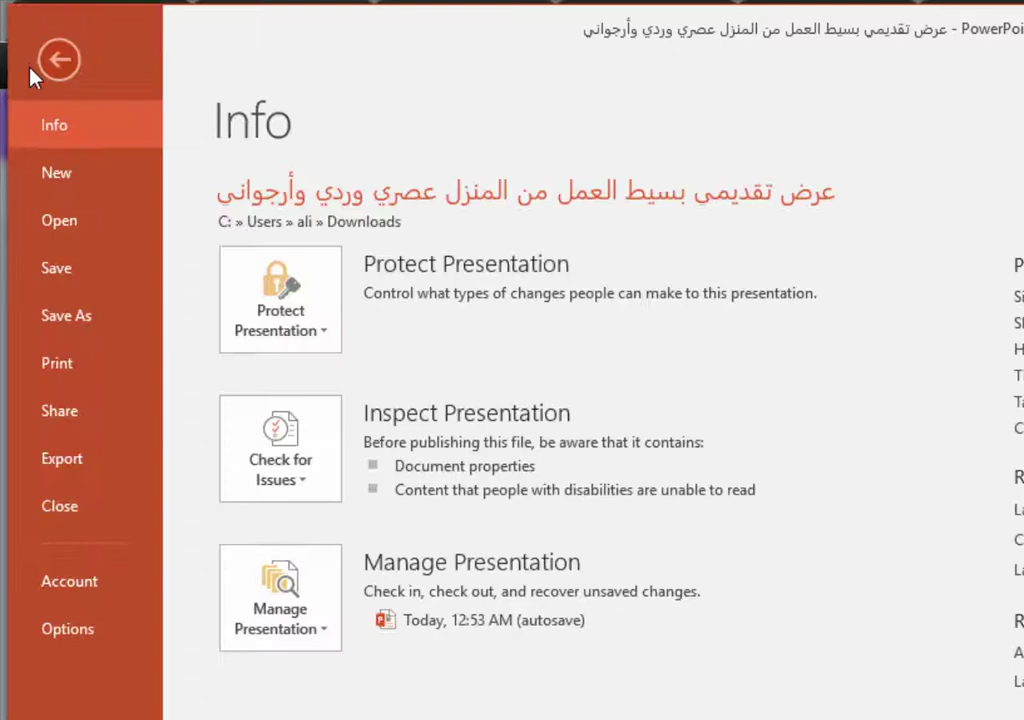 عرض تقديمي بسيط العمل من المنزل عصري وردي وأرجواني - PowerPoi
Info
New
Open
Save
Save As
Print
Share
Export
Close
Account
Options
Info
عرض تقديمي بسيط العمل من المنزل عصري وردي وأرجواني
C: » Users » ali » Downloads
Protect
Presentation
Protect Presentation
Control what types of changes people can make to this presentation.
Check for
Issues
Inspect Presentation
Before publishing this file, be aware that it contains:
Document properties
Content that people with disabilities are unable to read
Manage
Presentation
Manage Presentation
Check in, check out, and recover unsaved changes.
Today, 12:53 AM (autosave)